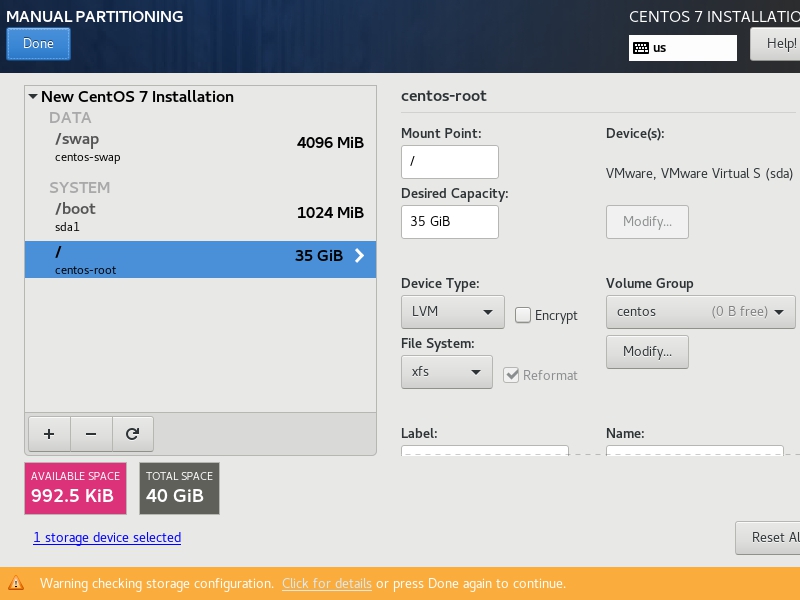 MANUAL PARTITIONING
CENTOS 7 INSTALLATIO
Done
us
Help!
New CentOS 7 Installation
DATA
/swap
4096 MiB
centos-swap
SYSTEM
/boot
1024 MiB
sda1
/
35 GiB
centos-root
+ −
AVAILABLE SPACE
992.5 KiB
TOTAL SPACE
40 GiB
1 storage device selected
centos-root
Mount Point:
Device(s):
/
VMware, VMware Virtual S (sda)
Desired Capacity:
35 GiB
Modify...
Device Type:
Volume Group
LVM
Encrypt
centos (0 B free)
File System:
Modify...
xfs
Reformat
Label:
Name:
Reset Al
Warning checking storage configuration. Click for details or press Done again to continue.